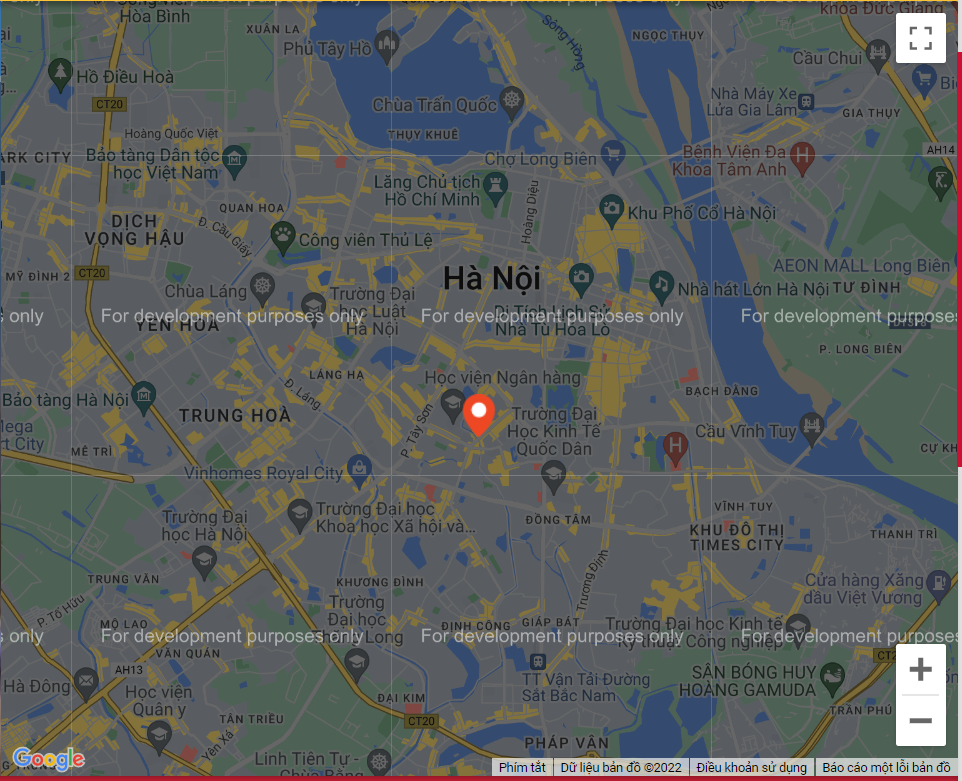 For development purposes only
Hòa Bình
XUÂN LA
Phủ Tây Hồ
Sông Hồng
NGỌC THỤY
khoa Đức Giang
Cầu Chui
Hồ Điều Hoà
CT20
Chùa Trấn Quốc
Nhà Máy Xe
Lửa Gia Lâm
GIA THỤY
Hoàng Quốc Việt
THỤY KHUÊ
ARK CITY
Bảo tàng Dân tộc
học Việt Nam
Chợ Long Biên
Bệnh Viện Đa
Khoa Tâm Anh
AH14
Lăng Chủ tịch
Hồ Chí Minh
Hoàng Diệu
QUAN HOA
Khu Phố Cổ Hà Nội
DỊCH
VỌNG HẬU
Đ. Cầu Giấy
Công viên Thủ Lệ
MỸ ĐÌNH 2
CT20
Hà Nội
AEON MALL Long Biên
Chùa Láng
Trường Đại
học Luật
Hà Nội
Nhà hát Lớn Hà Nội
TƯ ĐÌNH
Di Tích Lịch Sử
Nhà Tù Hỏa Lò
s only
For development purposes only
For development purposes only
For development purposes
YÊN HÒA
P. LONG BIÊN
LÁNG HẠ
Học viện Ngân hàng
Đ. Láng
BẠCH ĐẰNG
Bảo tàng Hà Nội
TRUNG HOÀ
P. Tây Sơn
Trường Đại
Học Kinh Tế
Quốc Dân
Cầu Vĩnh Tuy
Mega
rt City
MỄ TRÌ
CỰ KH
Vinhomes Royal City
Trường Đại học
Khoa học Xã hội và...
Trường Đại
học Hà Nội
ĐỒNG TÂM
VĨNH TUY
KHU ĐÔ THỊ
TIMES CITY
THANH TRÌ
TRUNG VĂN
KHƯƠNG ĐÌNH
Trương Định
Cửa hàng Xăng
dầu Việt Vương
P. Tố Hữu
MỘ LAO
Trường
Đại học
Thăng Long
ĐỊNH CÔNG
GIÁP BÁT
Trường Đại học Kinh tế
Kỹ thuật Công nghiệp
s only
For development purposes only
For development purposes only
For development purposes
VĂN QUÁN
AH13
Hà Đông
Học viện
Quân y
TT Vận Tải Đường
Sắt Bắc Nam
SÂN BÓNG HUY
HOÀNG GAMUDA
TRẦN PHÚ
ĐẠI KIM
CT20
TÂN TRIỀU
Yên Xá
PHÁP VÂN
Linh Tiên Tự -
Chùa Bằng
Google
Phím tắt
Dữ liệu bản đồ ©2022
Điều khoản sử dụng
Báo cáo một lỗi bản đồ